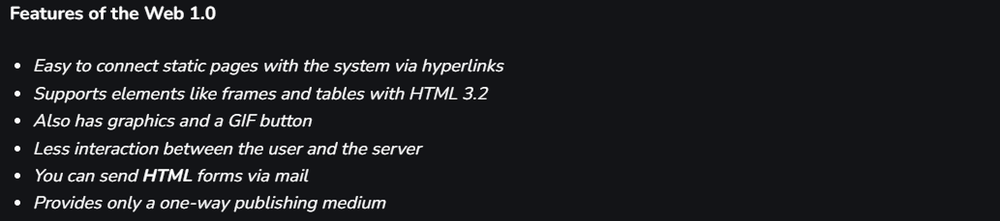 Features of the Web 1.0
• Easy to connect static pages with the system via hyperlinks
• Supports elements like frames and tables with HTML 3.2
• Also has graphics and a GIF button
• Less interaction between the user and the server
• You can send HTML forms via mail
• Provides only a one-way publishing medium